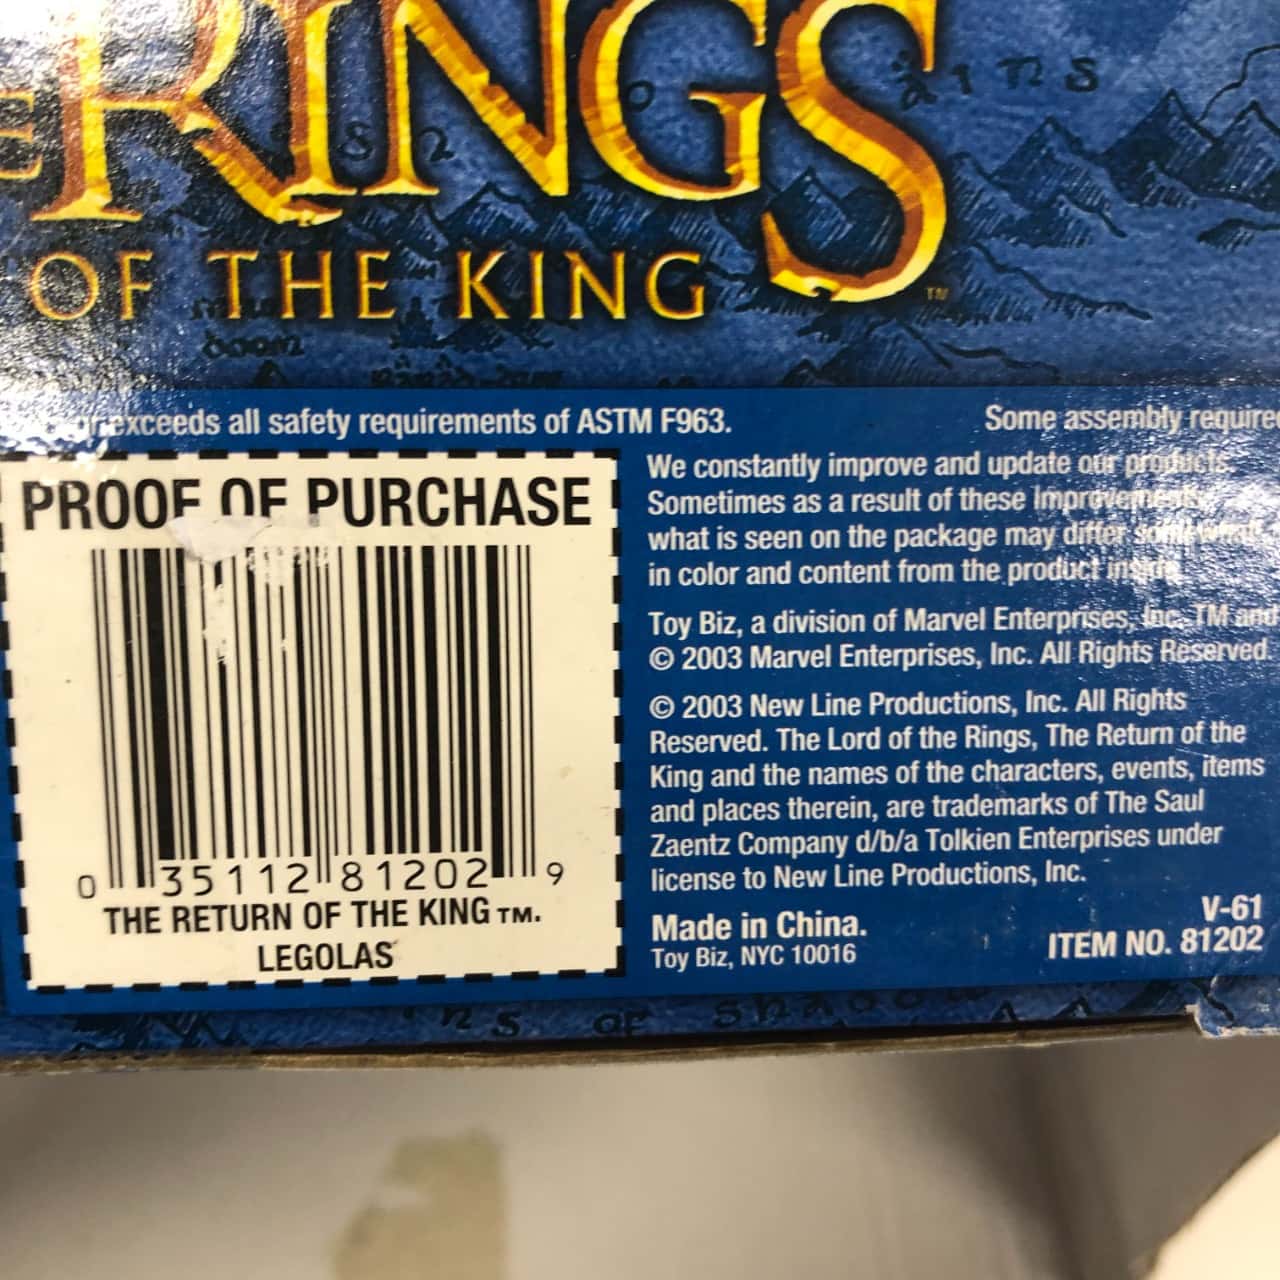 RINGS
OF THE KING TM
exceeds all safety requirements of ASTM F963.
Some assembly require
PROOF OF PURCHASE
0 35112 81202 9
THE RETURN OF THE KING TM.
LEGOLAS
We constantly improve and update our products.
Sometimes as a result of these improvements
what is seen on the package may differ somewhat
in color and content from the product inside
Toy Biz, a division of Marvel Enterprises, Inc. TM and
© 2003 Marvel Enterprises, Inc. All Rights Reserved.
© 2003 New Line Productions, Inc. All Rights
Reserved. The Lord of the Rings, The Return of the
King and the names of the characters, events, items
and places therein, are trademarks of The Saul
Zaentz Company d/b/a Tolkien Enterprises under
license to New Line Productions, Inc.
Made in China.
Toy Biz, NYC 10016
V-61
ITEM NO. 81202
ns of shadow